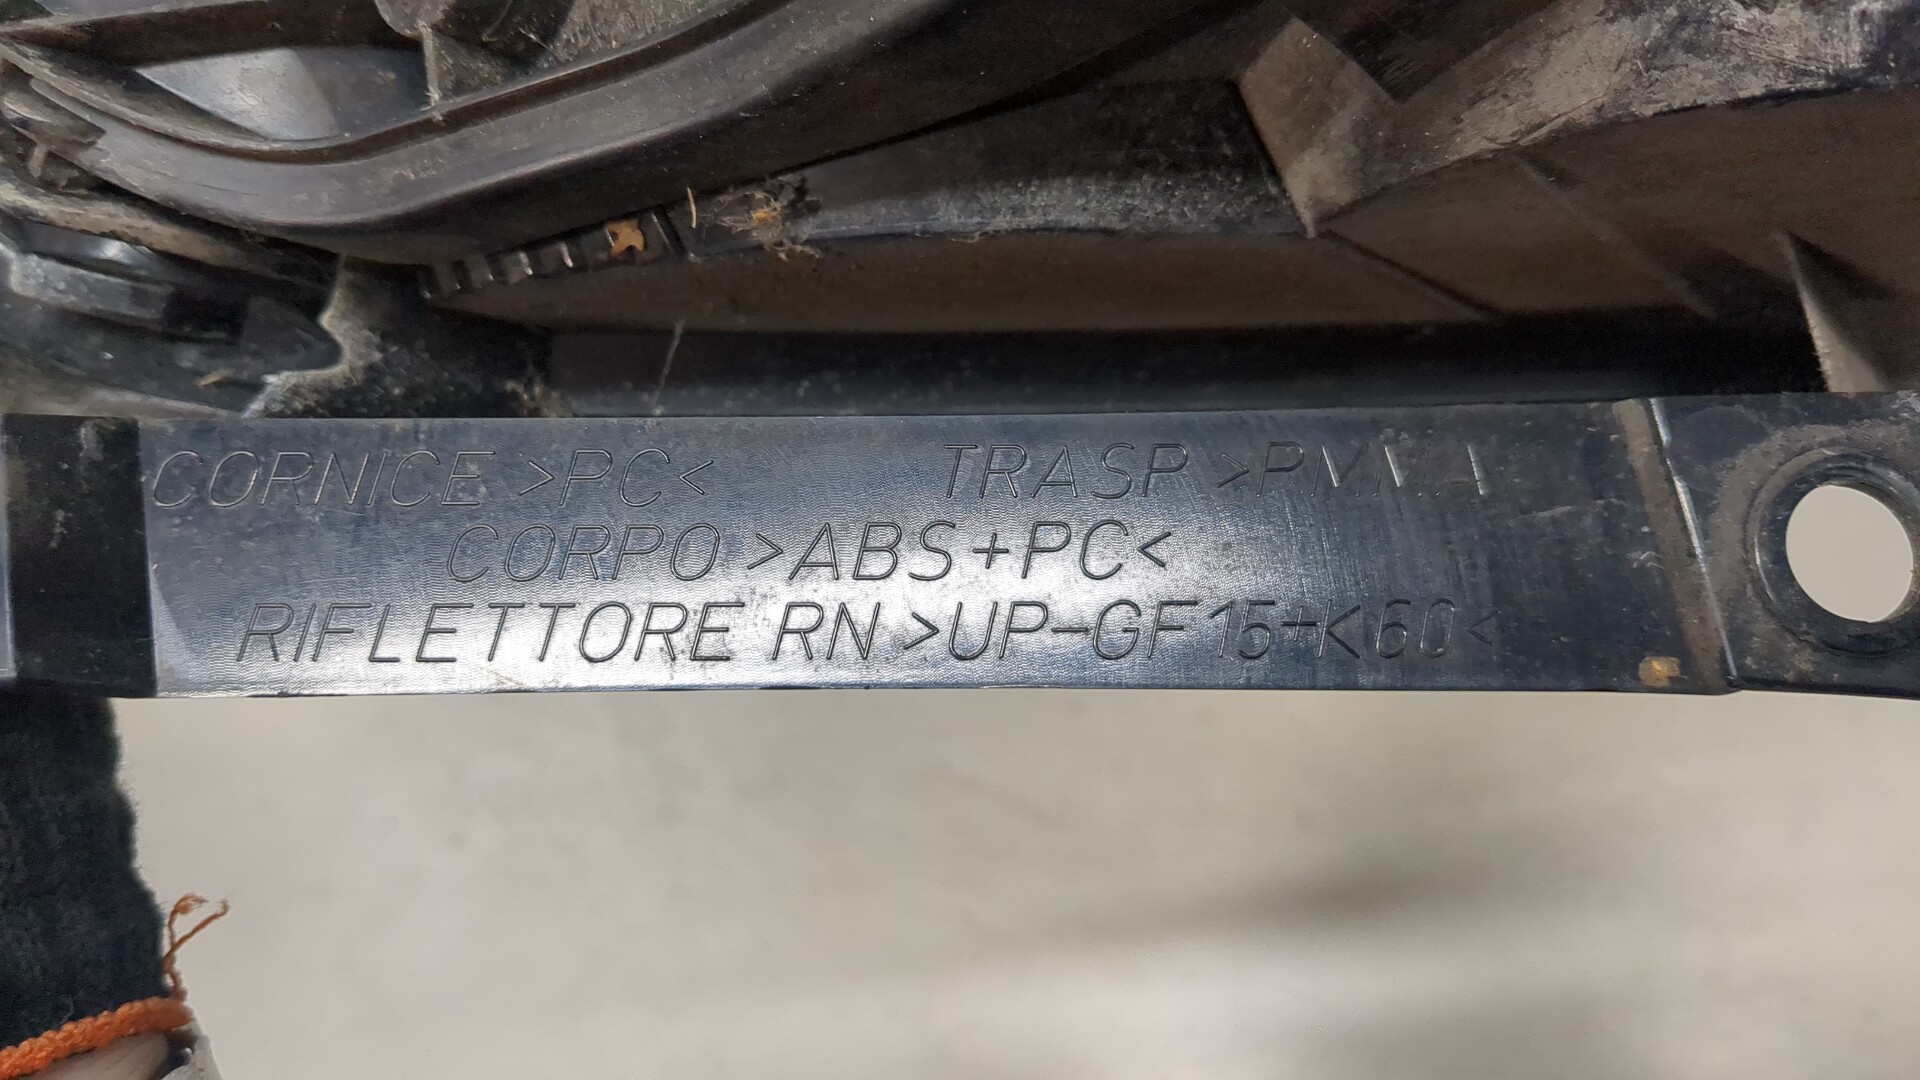 CORNICE >PC< TRASP >PMMA
CORPO >ABS+PC<
RIFLETTORE RN >UP-GF15+K60<